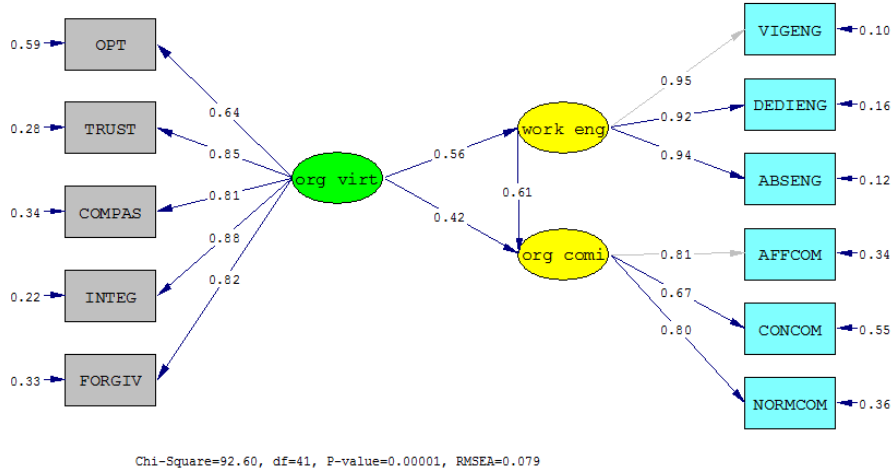 0.59 OPT
0.28 TRUST
0.34 COMPAS
0.22 INTEG
0.33 FORGIV
0.64
0.85
0.81
0.88
0.82
org virt
0.56
0.42
work eng
0.61
org comi
0.95
0.92
0.94
0.81
0.67
0.80
VIGENG 0.10
DEDIENG 0.16
ABSENG 0.12
AFFCOM 0.34
CONCOM 0.55
NORMCOM 0.36
Chi-Square=92.60, df=41, P-value=0.00001, RMSEA=0.079